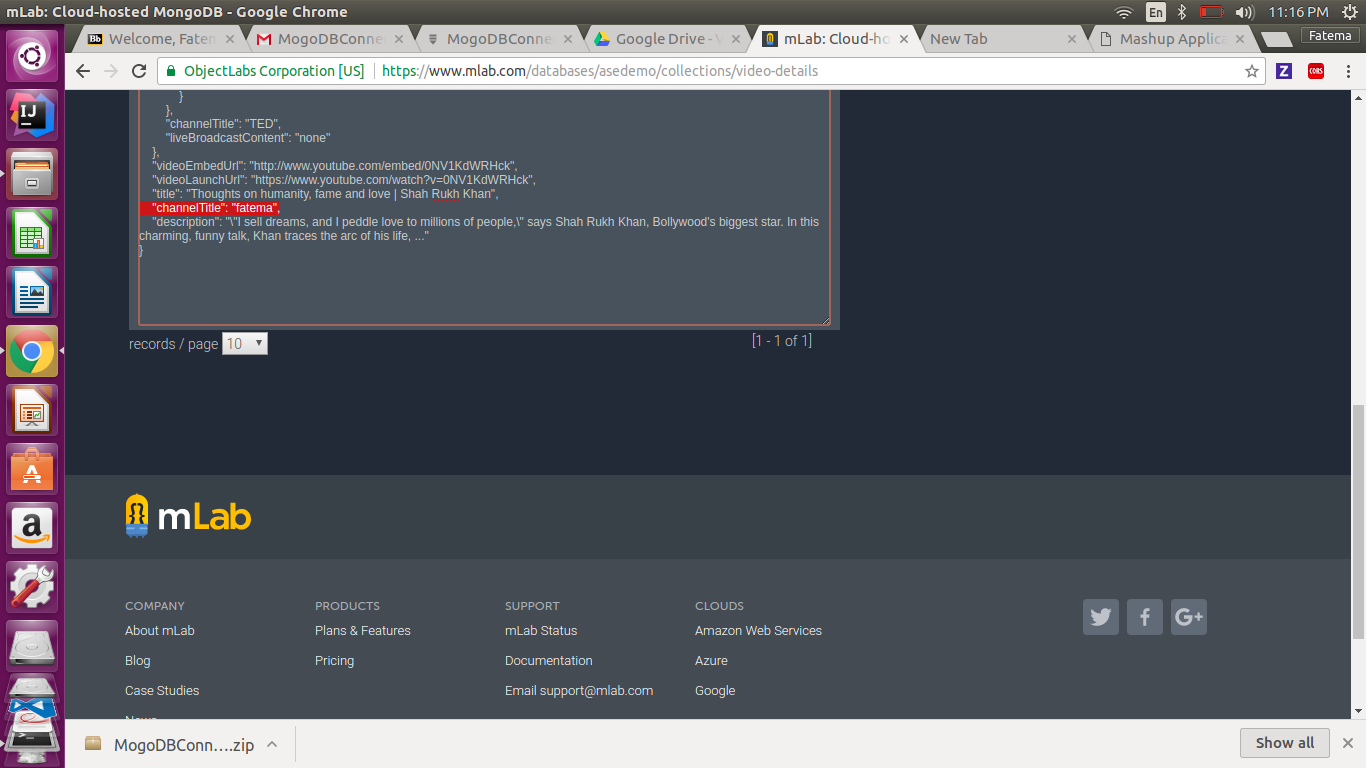 mLab: Cloud-hosted MongoDB - Google Chrome
En
11:16 PM
Bb Welcome, Faten
MogoDBConne
MogoDBConne
Google Drive - V
mLab: Cloud-ho
New Tab
Mashup Applica
Fatema
ObjectLabs Corporation [US] https://www.mlab.com/databases/asedemo/collections/video-details
Z
CORS
}
},
"channelTitle": "TED",
"liveBroadcastContent": "none"
},
"videoEmbedUrl": "http://www.youtube.com/embed/0NV1KdWRHck",
"videoLaunchUrl": "https://www.youtube.com/watch?v=0NV1KdWRHck",
"title": "Thoughts on humanity, fame and love | Shah Rukh Khan",
"channelTitle": "fatema",
"description": "\"I sell dreams, and I peddle love to millions of people,\" says Shah Rukh Khan, Bollywood's biggest star. In this
charming, funny talk, Khan traces the arc of his life, ..."
}
records / page 10
[1 - 1 of 1]
IJ
A
a
mLab
COMPANY
About mLab
Blog
Case Studies
News
PRODUCTS
Plans & Features
Pricing
SUPPORT
mLab Status
Documentation
Email support@mlab.com
CLOUDS
Amazon Web Services
Azure
Google
f
G+
MogoDBConn....zip
Show all